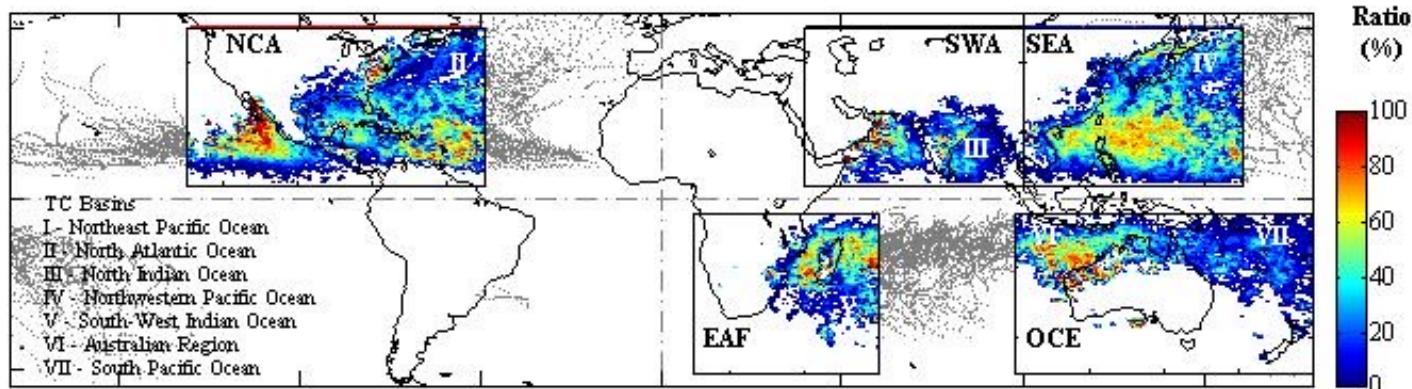 Ratio
(%)
NCA
SWA
SEA
II
IV
I
III
100
80
60
40
20
0
TC Basins
I - Northeast Pacific Ocean
II - North Atlantic Ocean
III - North Indian Ocean
IV - Northwestern Pacific Ocean
V - South-West Indian Ocean
VI - Australian Region
VII - South Pacific Ocean
VI
VII
V
EAF
OCE